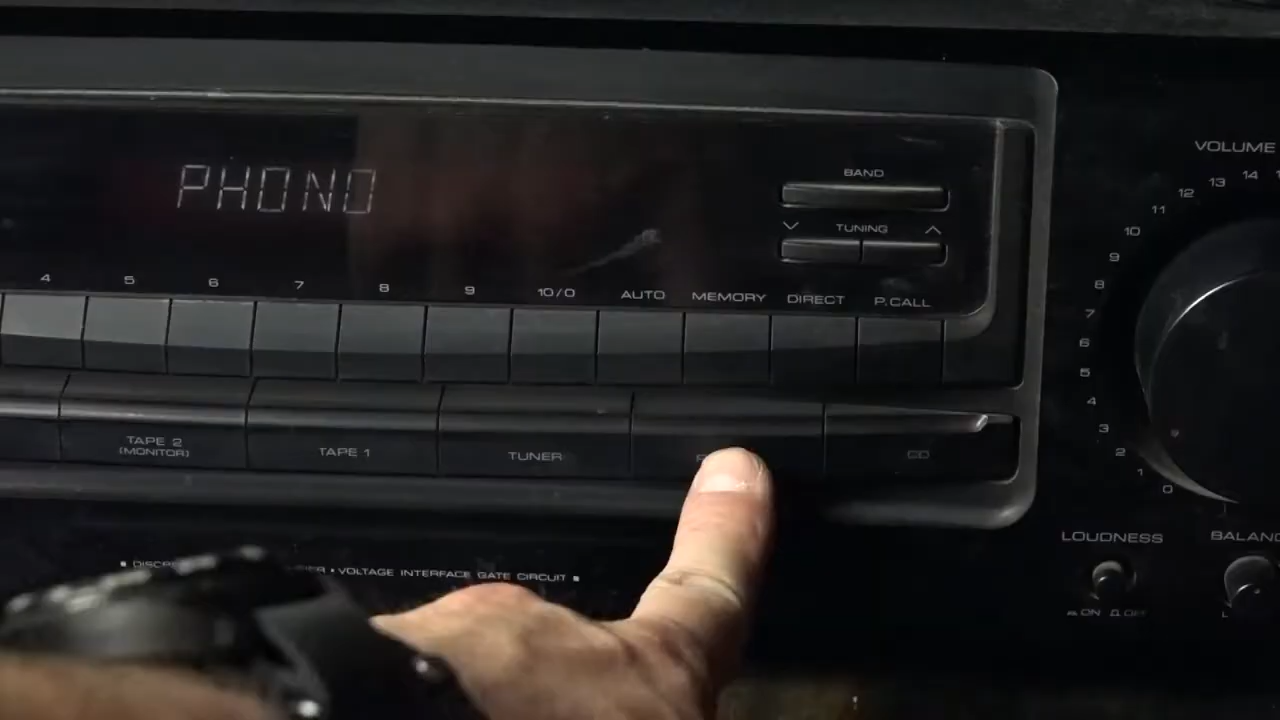 PHONO
BAND
TUNING
4 5 6 7 8 9 10/0 AUTO MEMORY DIRECT P.CALL
TAPE 2
(MONITOR)
TAPE 1
TUNER
CD
• VOLTAGE INTERFACE GATE CIRCUIT ■
VOLUME
0 1 2 3 4 5 6 7 8 9 10 11 12 13 14
LOUDNESS
ON OFF
L